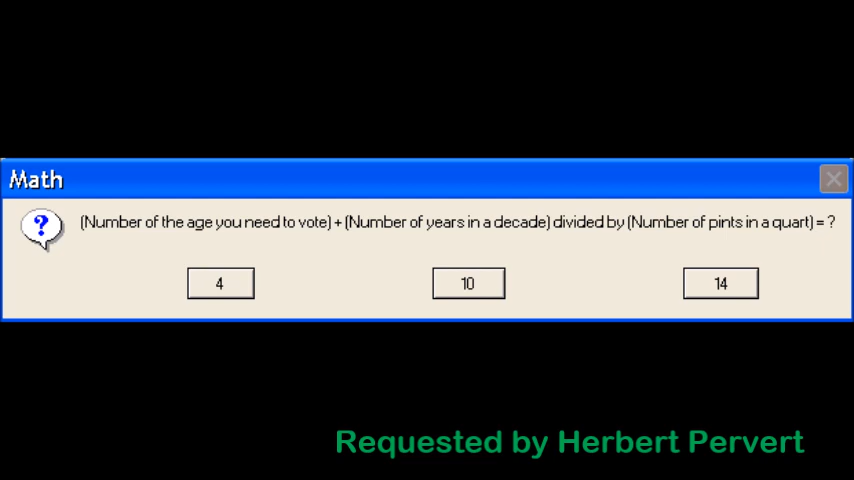 Math
(Number of the age you need to vote) + (Number of years in a decade) divided by (Number of pints in a quart) = ?
4
10
14
Requested by Herbert Pervert